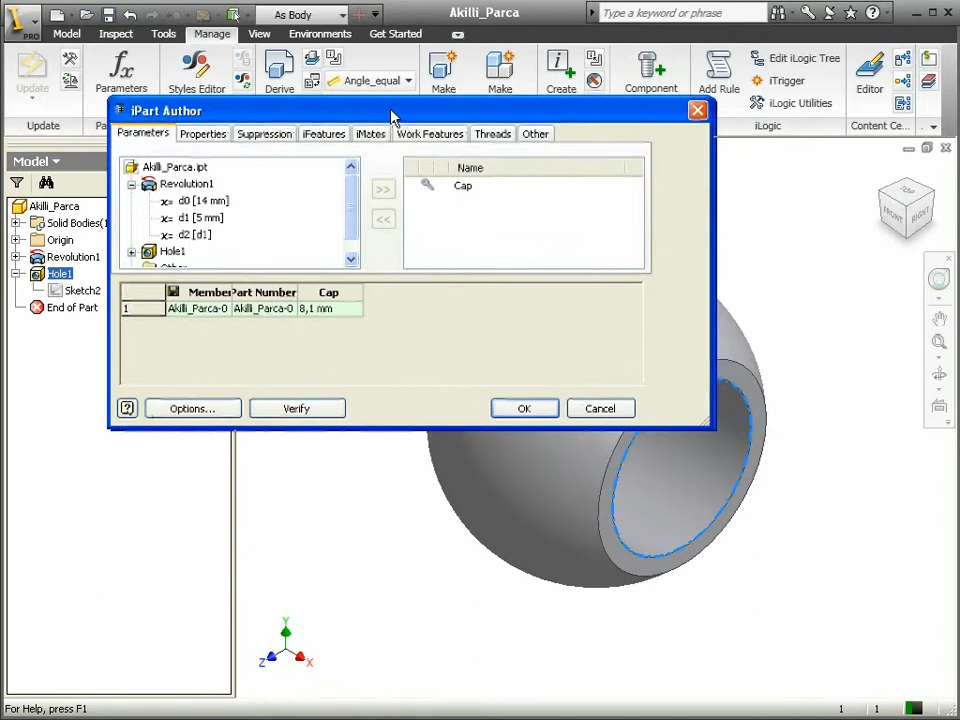 PRO
As Body
Akilli_Parca
Type a keyword or phrase
Model
Inspect
Tools
Manage
View
Environments
Get Started
Update
Parameters
Styles Editor
Derive
Angle_equal
Make
Make
Create
Component
Add Rule
Edit iLogic Tree
iTrigger
iLogic Utilities
Editor
Update
iLogic
Content Ce...
iPart Author
Parameters
Properties
Suppression
iFeatures
iMates
Work Features
Threads
Other
Akilli_Parca.ipt
Revolution1
d0 [14 mm]
d1 [5 mm]
d2 [d1]
Hole1
Name
Cap
Member
Part Number
Cap
1
Akilli_Parca-0
Akilli_Parca-0
8,1 mm
Options...
Verify
OK
Cancel
Model
Akilli_Parca
Solid Bodies(1
Origin
Revolution1
Hole1
Sketch2
End of Part
FRONT
RIGHT
Y
Z
X
For Help, press F1
1
1